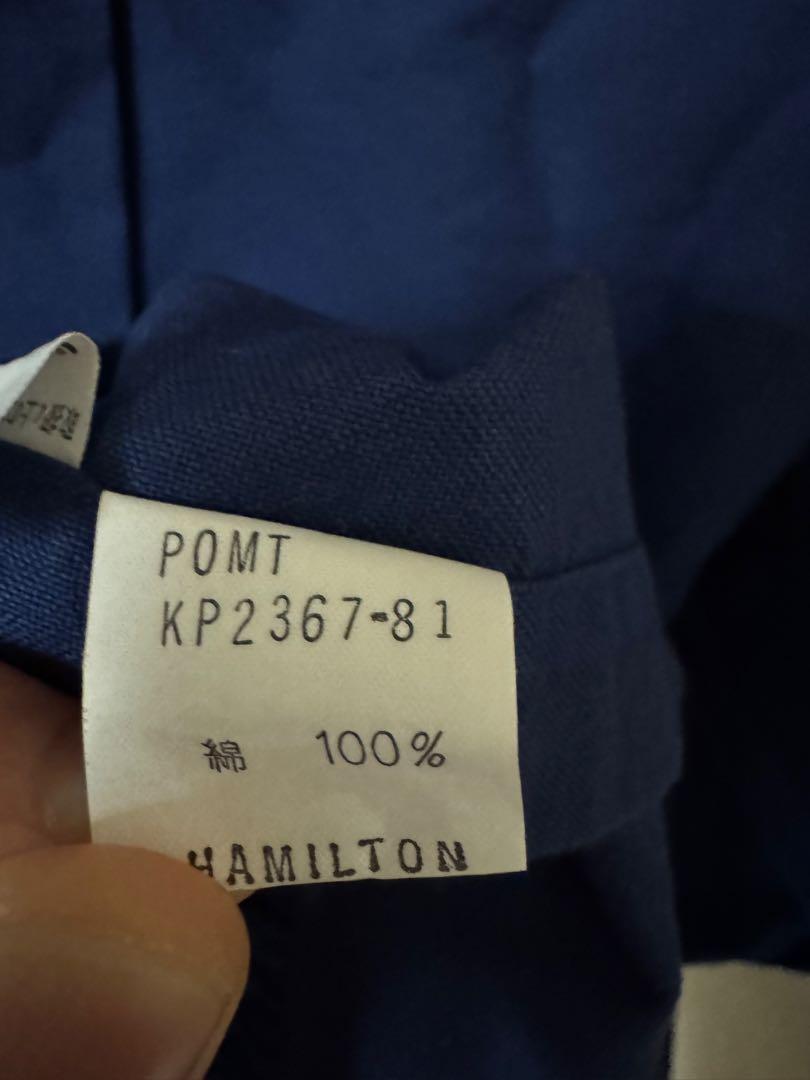 POMT
KP2367-81
綿 100%
HAMILTON